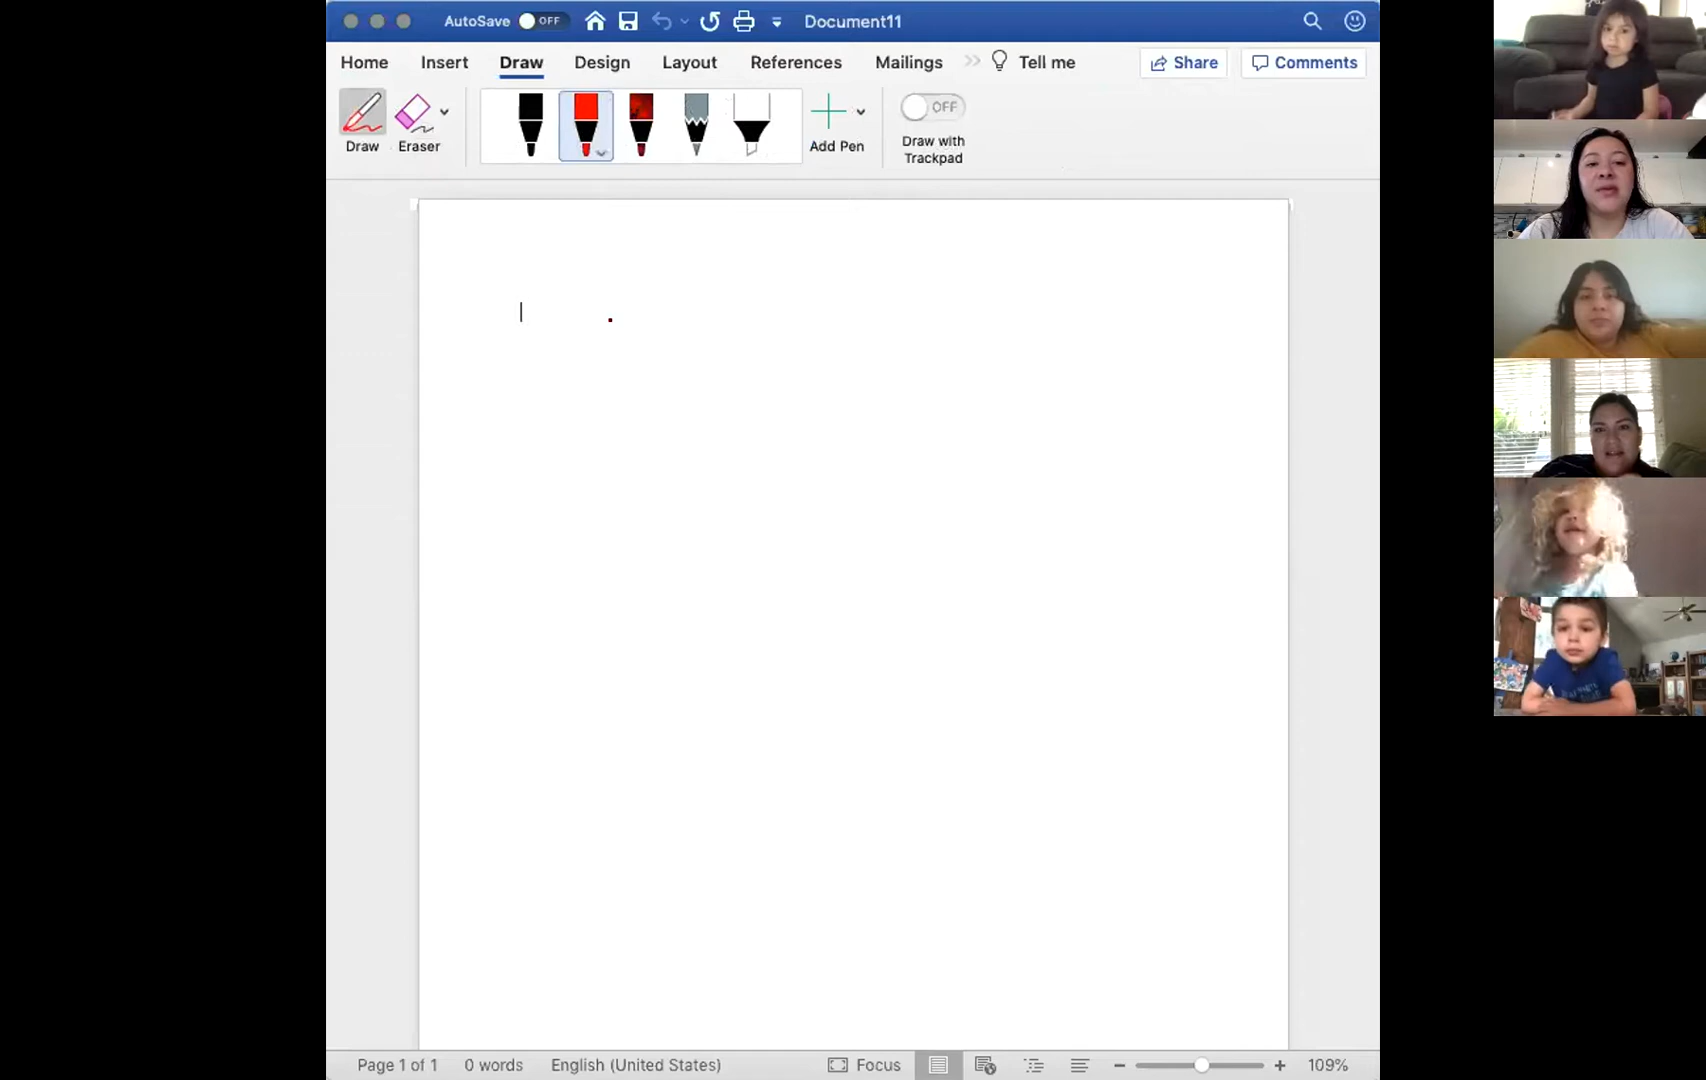 AutoSave OFF Document11
Home Insert Draw Design Layout References Mailings Tell me Share Comments
Draw Eraser Add Pen OFF Draw with
Trackpad
Page 1 of 1 0 words English (United States) Focus 109%